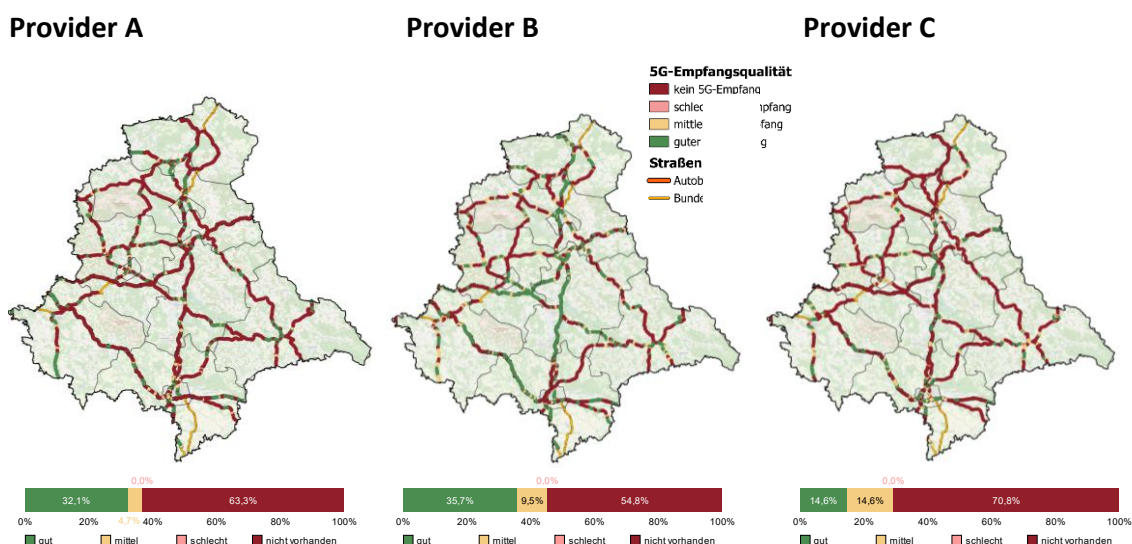 Provider A
Provider B
Provider C
5G-Empfangsqualität
kein 5G-Empfang
guter
Straßen
0,0%
32,1%
63,3%
0%
20%
4,7%
40%
60%
80%
100%
gut
mittel
schlecht
nicht vorhanden
0,0%
35,7%
9,5%
54,8%
0%
20%
40%
60%
80%
100%
gut
mittel
schlecht
nicht vorhanden
0,0%
14,6%
14,6%
70,8%
0%
20%
40%
60%
80%
100%
gut
mittel
schlecht
nicht vorhanden